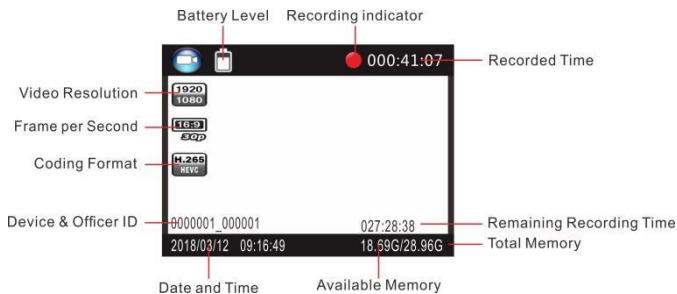 Battery Level Recording indicator
000:41:07 Recorded Time
Video Resolution 1920
1080
Frame per Second 16:9
30p
Coding Format H.265
HEVC
Device & Officer ID 0000001_000001 027:28:38 Remaining Recording Time
2018/03/12 09:16:49 18.69G/28.96G Total Memory
Date and Time Available Memory